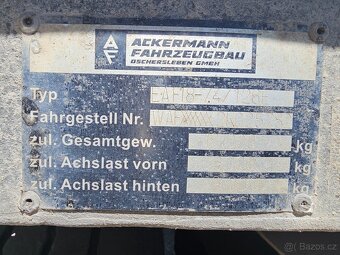 ACKERMANN
FAHRZEUGBAU
OSCHERSLEBEN GMBH
Typ
Fahrgestell Nr.
zul. Gesamtgew. kg
zul. Achslast vorn kg
zul. Achslast hinten kg
© Bazos.cz